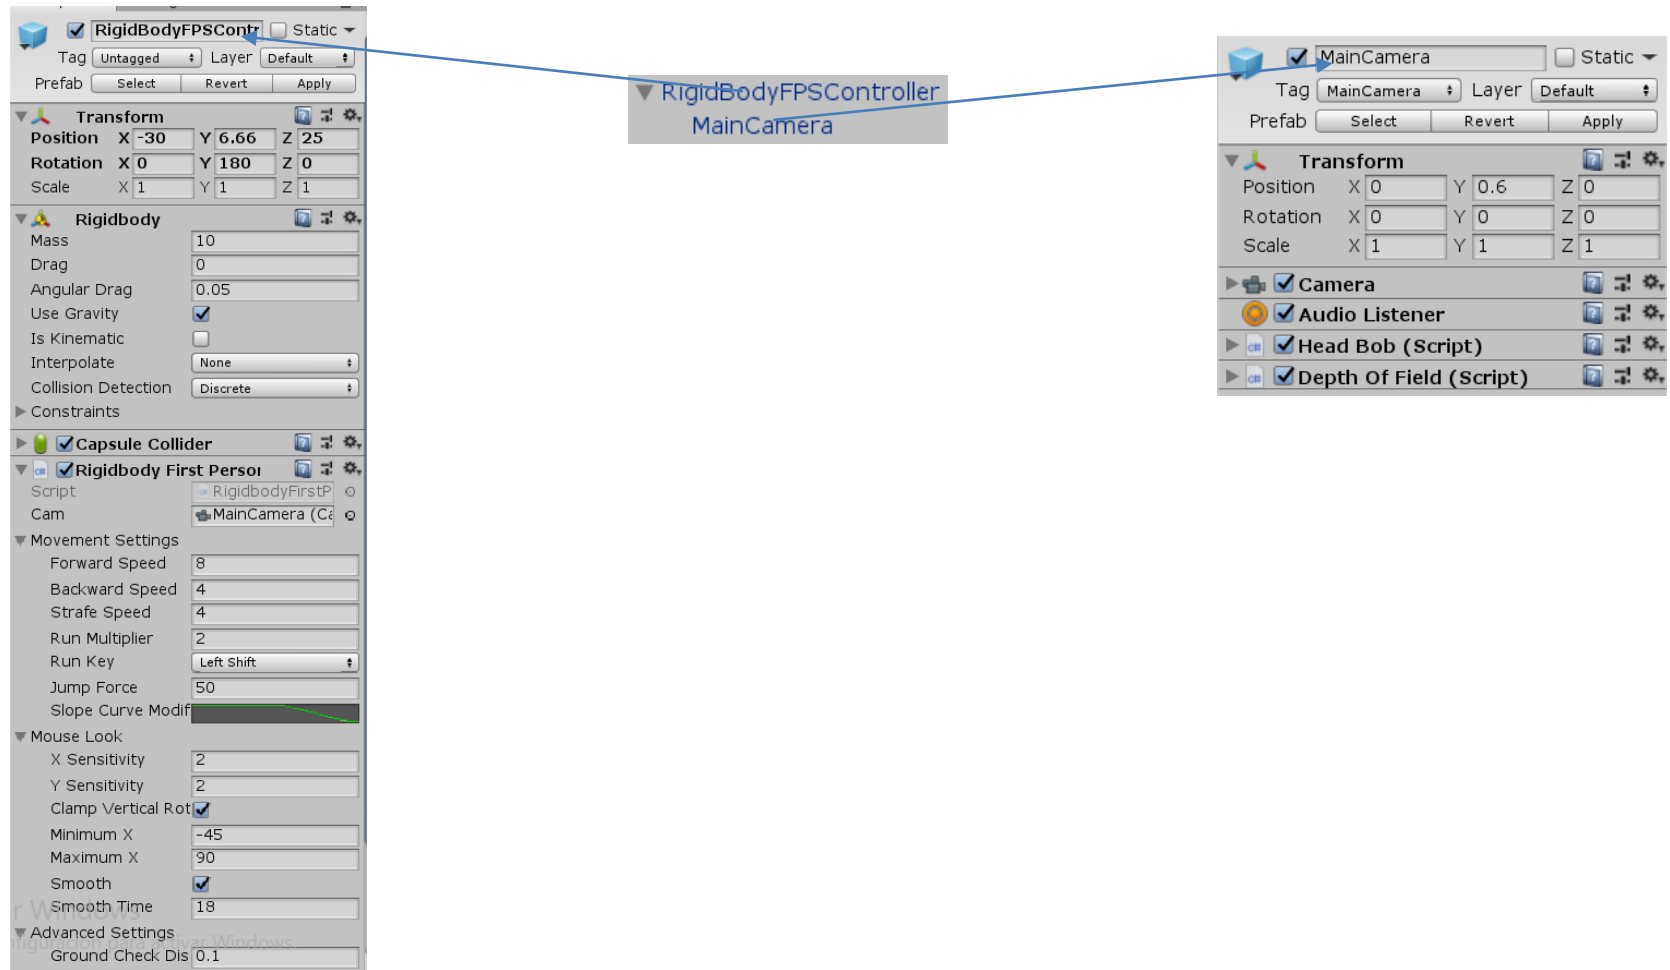 RigidBodyFPSContr Static
Tag Untagged Layer Default
Prefab Select Revert Apply
Transform
Position X -30 Y 6.66 Z 25
Rotation X 0 Y 180 Z 0
Scale X 1 Y 1 Z 1
Rigidbody
Mass 10
Drag 0
Angular Drag 0.05
Use Gravity
Is Kinematic
Interpolate None
Collision Detection Discrete
Constraints
Capsule Collider
Rigidbody First Person
Script RigidbodyFirstP
Cam MainCamera (Ca
Movement Settings
Forward Speed 8
Backward Speed 4
Strafe Speed 4
Run Multiplier 2
Run Key Left Shift
Jump Force 50
Slope Curve Modif
Mouse Look
X Sensitivity 2
Y Sensitivity 2
Clamp Vertical Rot
Minimum X -45
Maximum X 90
Smooth
Smooth Time 18
r Windows
Advanced Settings
nfiguración para activar Windows.
Ground Check Dis 0.1
RigidBodyFPSController
MainCamera
MainCamera Static
Tag MainCamera Layer Default
Prefab Select Revert Apply
Transform
Position X 0 Y 0.6 Z 0
Rotation X 0 Y 0 Z 0
Scale X 1 Y 1 Z 1
Camera
Audio Listener
Head Bob (Script)
Depth Of Field (Script)